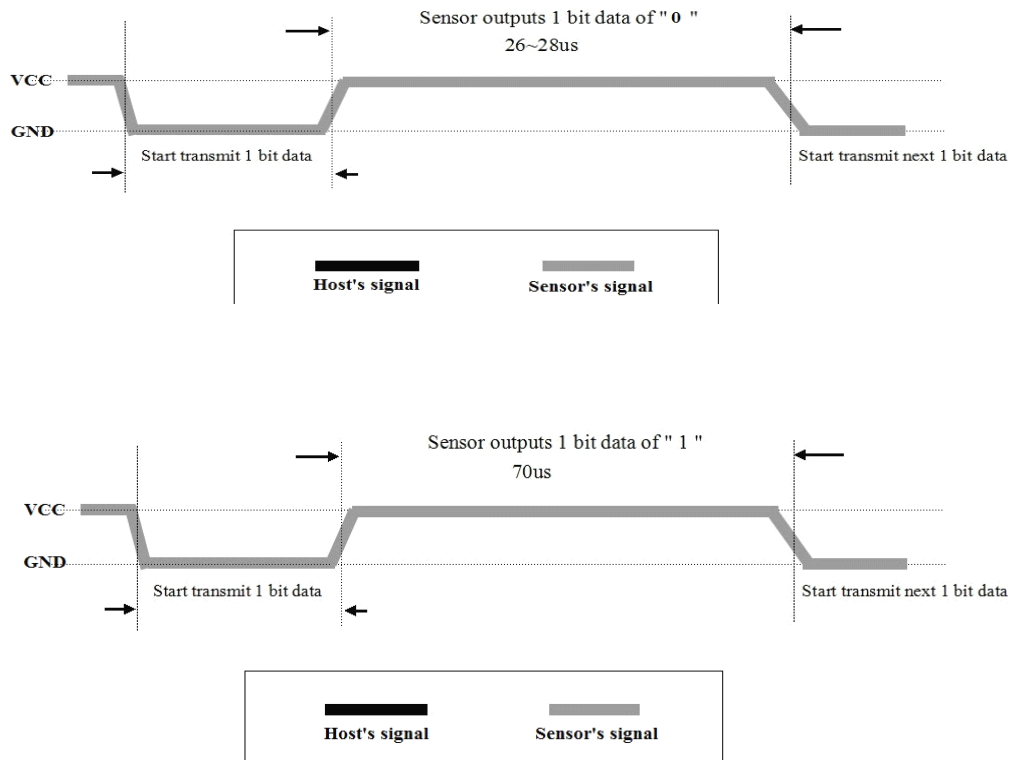 Sensor outputs 1 bit data of " 0 "
26~28us
VCC
GND
Start transmit 1 bit data
Start transmit next 1 bit data
Host's signal
Sensor's signal
Sensor outputs 1 bit data of " 1 "
70us
VCC
GND
Start transmit 1 bit data
Start transmit next 1 bit data
Host's signal
Sensor's signal